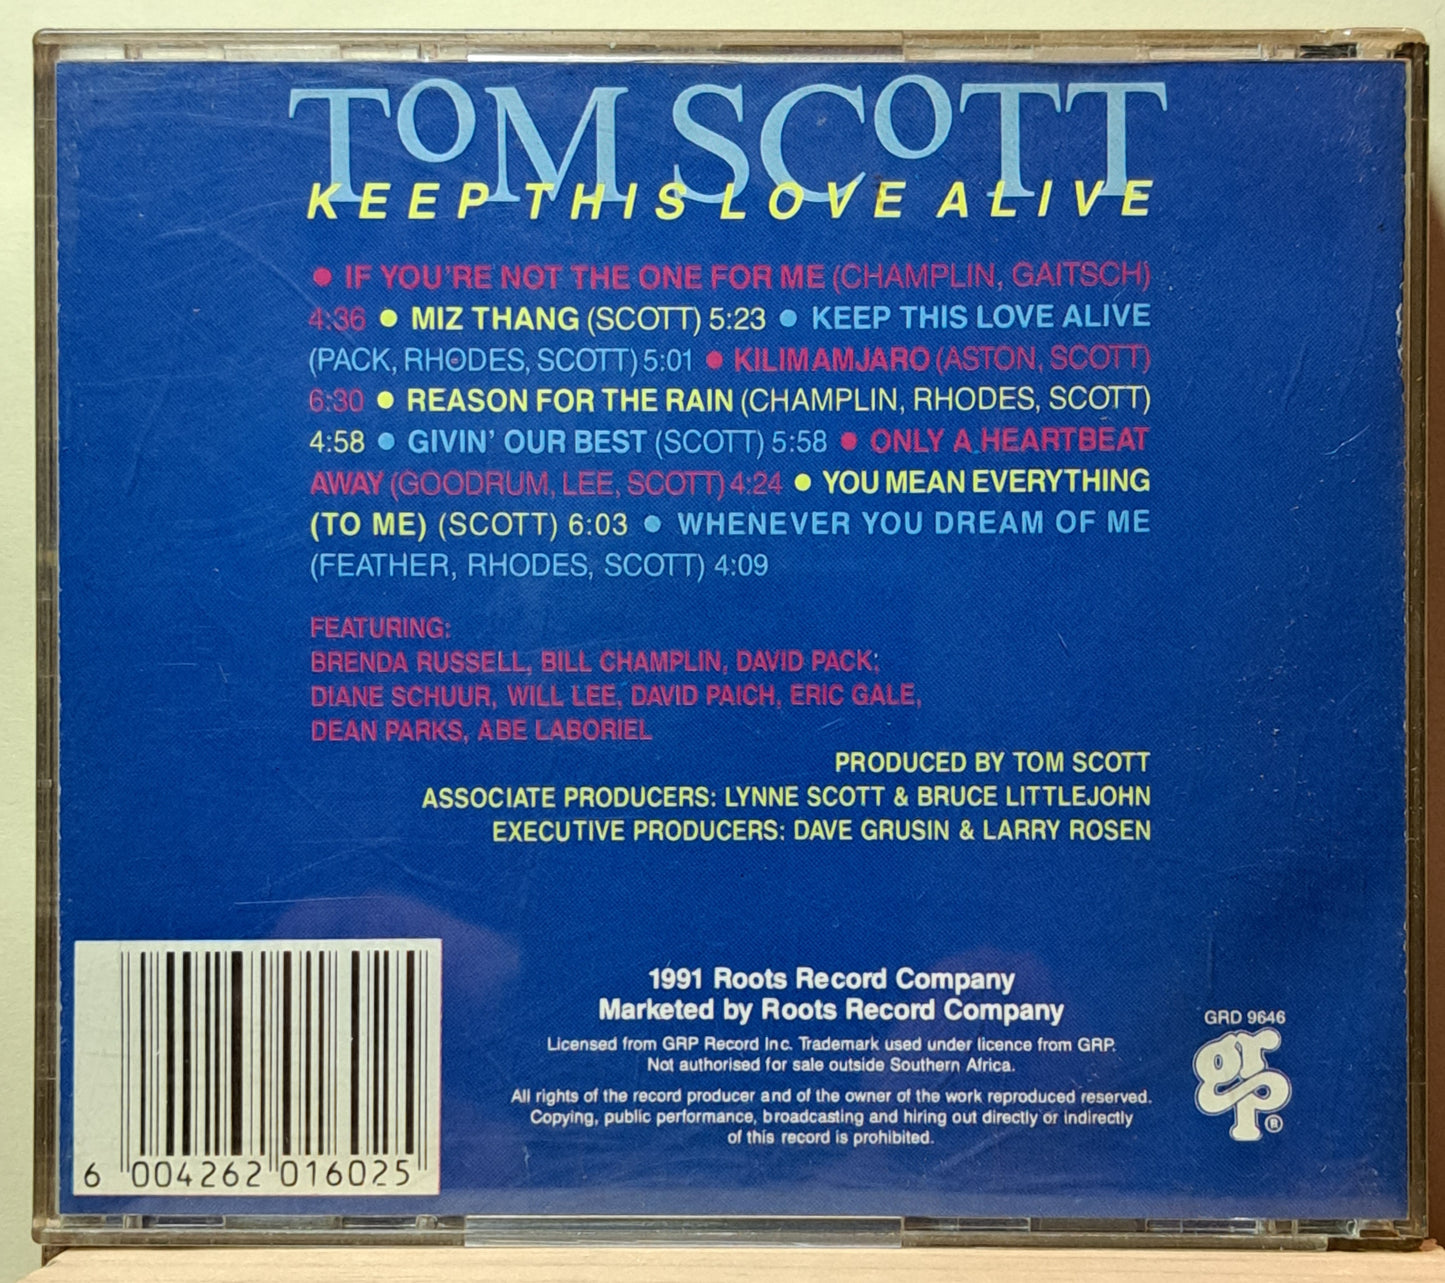 TOM SCOTT
KEEP THIS LOVE ALIVE
● IF YOU'RE NOT THE ONE FOR ME (CHAMPLIN, GAITSCH)
4:36 ● MIZ THANG (SCOTT) 5:23 ● KEEP THIS LOVE ALIVE
(PACK, RHODES, SCOTT) 5:01 ● KILIMAMJARO (ASTON, SCOTT)
6:30 ● REASON FOR THE RAIN (CHAMPLIN, RHODES, SCOTT)
4:58 ● GIVIN' OUR BEST (SCOTT) 5:58 ● ONLY A HEARTBEAT
AWAY (GOODRUM, LEE, SCOTT) 4:24 ● YOU MEAN EVERYTHING
(TO ME) (SCOTT) 6:03 ● WHENEVER YOU DREAM OF ME
(FEATHER, RHODES, SCOTT) 4:09
FEATURING:
BRENDA RUSSELL, BILL CHAMPLIN, DAVID PACK,
DIANE SCHUUR, WILL LEE, DAVID PAICH, ERIC GALE,
DEAN PARKS, ABE LABORIEL
PRODUCED BY TOM SCOTT
ASSOCIATE PRODUCERS: LYNNE SCOTT & BRUCE LITTLEJOHN
EXECUTIVE PRODUCERS: DAVE GRUSIN & LARRY ROSEN
1991 Roots Record Company
Marketed by Roots Record Company
Licensed from GRP Record Inc. Trademark used under licence from GRP.
Not authorised for sale outside Southern Africa.
All rights of the record producer and of the owner of the work reproduced reserved.
Copying, public performance, broadcasting and hiring out directly or indirectly
of this record is prohibited.
GRD 9646
grp®
6 004262 016025